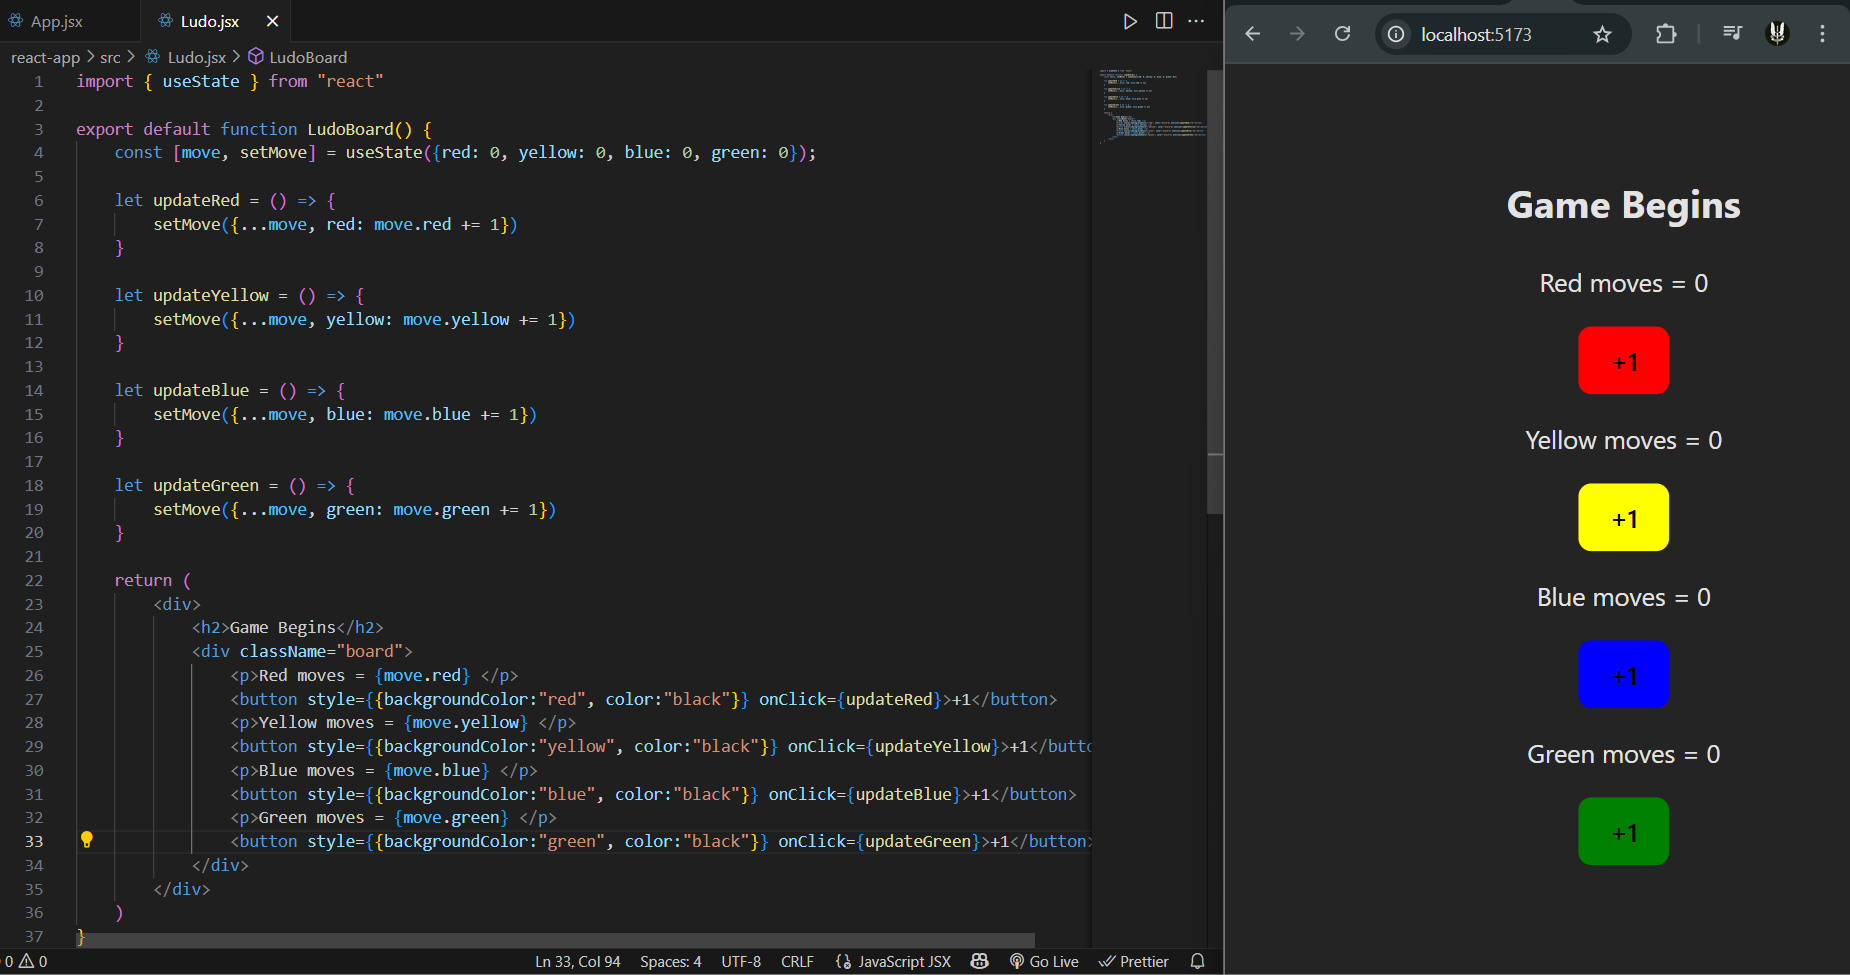 App.jsx
Ludo.jsx
react-app > src > Ludo.jsx > LudoBoard
1 import { useState } from "react"
2
3 export default function LudoBoard() {
4 const [move, setMove] = useState({red: 0, yellow: 0, blue: 0, green: 0});
5
6 let updateRed = () => {
7 setMove({...move, red: move.red += 1})
8 }
9
10 let updateYellow = () => {
11 setMove({...move, yellow: move.yellow += 1})
12 }
13
14 let updateBlue = () => {
15 setMove({...move, blue: move.blue += 1})
16 }
17
18 let updateGreen = () => {
19 setMove({...move, green: move.green += 1})
20 }
21
22 return (
23 <div>
24 <h2>Game Begins</h2>
25 <div className="board">
26 <p>Red moves = {move.red} </p>
27 <button style={{backgroundColor:"red", color:"black"}} onClick={updateRed}>+1</button>
28 <p>Yellow moves = {move.yellow} </p>
29 <button style={{backgroundColor:"yellow", color:"black"}} onClick={updateYellow}>+1</butto
30 <p>Blue moves = {move.blue} </p>
31 <button style={{backgroundColor:"blue", color:"black"}} onClick={updateBlue}>+1</button>
32 <p>Green moves = {move.green} </p>
33 <button style={{backgroundColor:"green", color:"black"}} onClick={updateGreen}>+1</button>
34 </div>
35 </div>
36 )
37 }
0 0 Ln 33, Col 94 Spaces: 4 UTF-8 CRLF JavaScript JSX Go Live Prettier
localhost:5173
Game Begins
Red moves = 0
+1
Yellow moves = 0
+1
Blue moves = 0
+1
Green moves = 0
+1